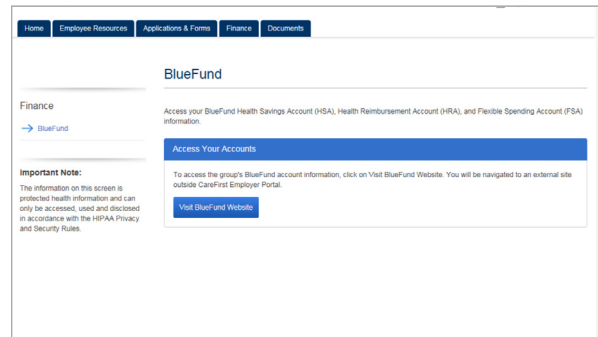 Home Employee Resources Applications & Forms Finance Documents
BlueFund
Finance
BlueFund
Important Note:
The information on this screen is
protected health information and can
only be accessed, used and disclosed
in accordance with the HIPAA Privacy
and Security Rules.
Access your BlueFund Health Savings Account (HSA), Health Reimbursement Account (HRA), and Flexible Spending Account (FSA)
information.
Access Your Accounts
To access the group's BlueFund account information, click on Visit BlueFund Website. You will be navigated to an external site
outside CareFirst Employer Portal.
Visit BlueFund Website